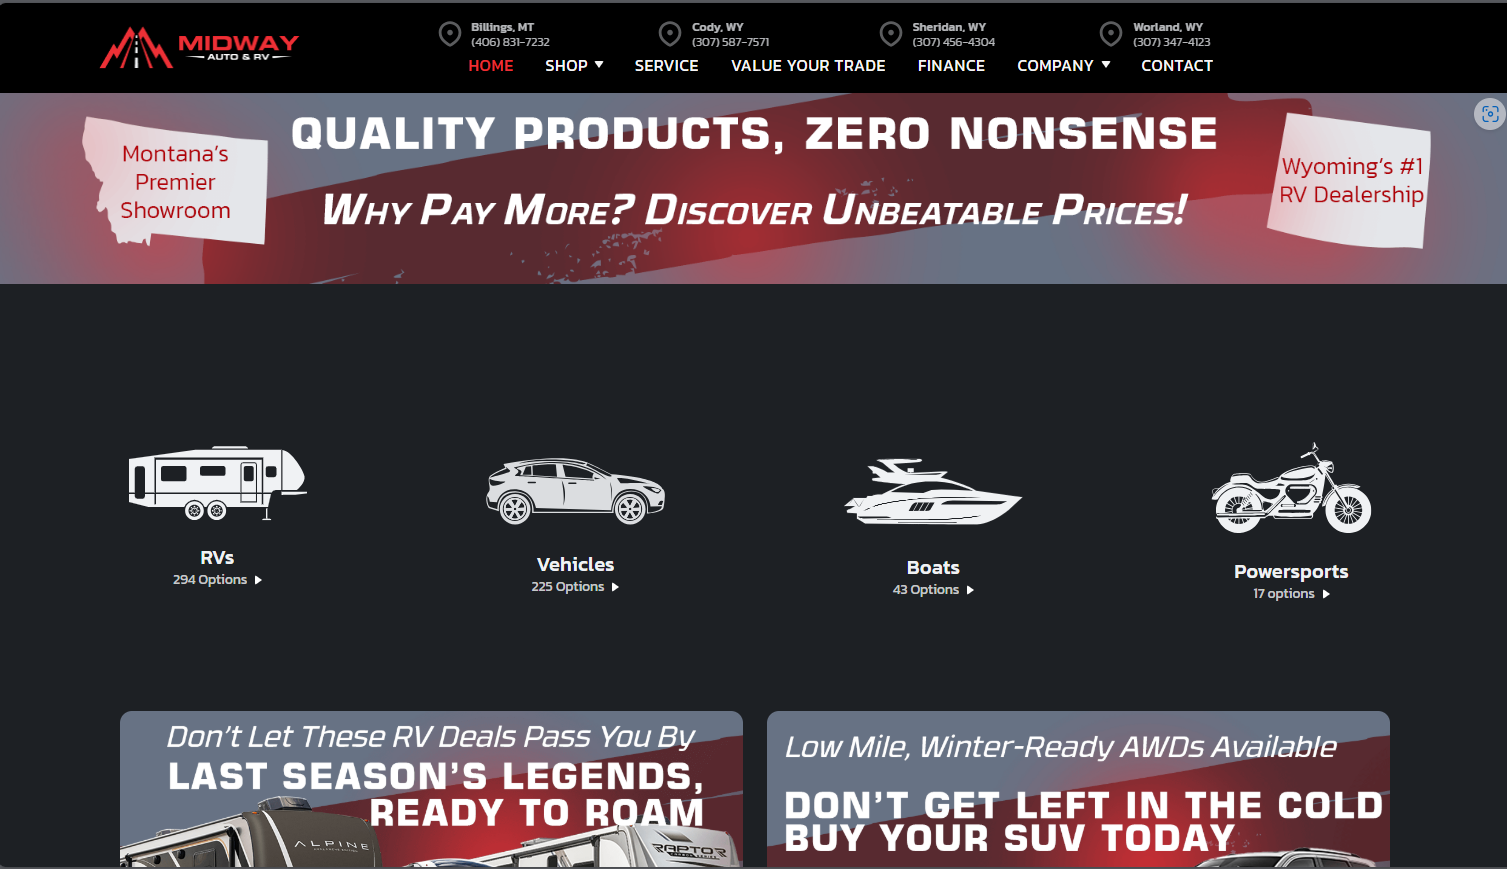 MIDWAY
AUTO & RV
Billings, MT
(406) 831-7232
Cody, WY
(307) 587-7571
Sheridan, WY
(307) 456-4304
Worland, WY
(307) 347-4123
HOME SHOP SERVICE VALUE YOUR TRADE FINANCE COMPANY CONTACT
Montana's
Premier
Showroom
QUALITY PRODUCTS, ZERO NONSENSE
WHY PAY MORE? DISCOVER UNBEATABLE PRICES!
Wyoming's #1
RV Dealership
RVs
294 Options
Vehicles
225 Options
Boats
43 Options
Powersports
17 options
Don't Let These RV Deals Pass You By
LAST SEASON'S LEGENDS,
READY TO ROAM
ALPINE
RAPTOR
Low Mile, Winter-Ready AWDs Available
DON'T GET LEFT IN THE COLD
BUY YOUR SUV TODAY